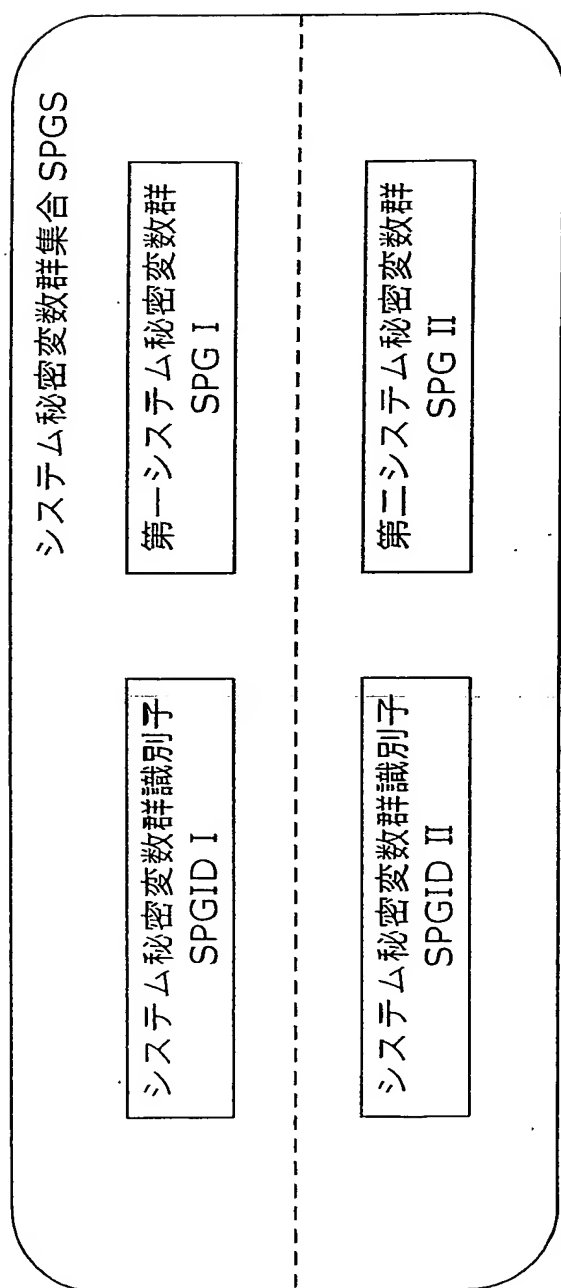 システム秘密変数群集合 SPGS
システム秘密変数群識別子
SPGID I
第一システム秘密変数群
SPG I
システム秘密変数群識別子
SPGID II
第二システム秘密変数群
SPG II